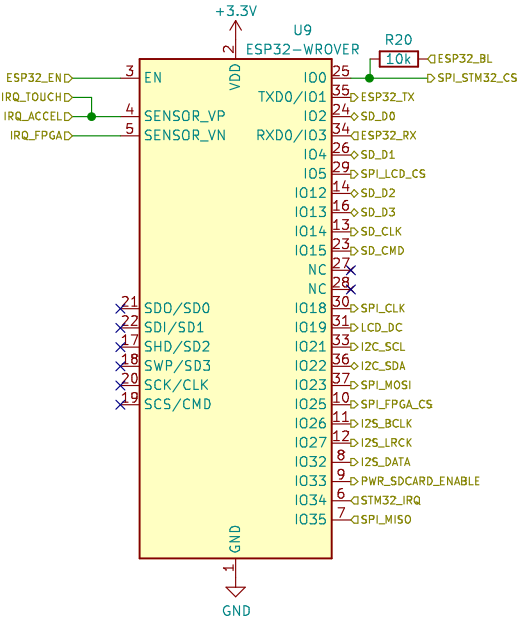 +3.3V
U9
ESP32-WROVER
R20
10k
ESP32_BL
2
VDD
ESP32_EN 3 EN IO0 25 SPI_STM32_CS
IRQ_TOUCH TXD0/IO1 35 ESP32_TX
IRQ_ACCEL 4 SENSOR_VP IO2 24 SD_D0
IRQ_FPGA 5 SENSOR_VN RXD0/IO3 34 ESP32_RX
IO4 26 SD_D1
IO5 29 SPI_LCD_CS
IO12 14 SD_D2
IO13 16 SD_D3
IO14 13 SD_CLK
IO15 23 SD_CMD
NC 27
NC 28
21 SDO/SD0 IO18 30 SPI_CLK
22 SDI/SD1 IO19 31 LCD_DC
17 SHD/SD2 IO21 33 I2C_SCL
18 SWP/SD3 IO22 36 I2C_SDA
20 SCK/CLK IO23 37 SPI_MOSI
19 SCS/CMD IO25 10 SPI_FPGA_CS
IO26 11 I2S_BCLK
IO27 12 I2S_LRCK
IO32 8 I2S_DATA
IO33 9 PWR_SDCARD_ENABLE
IO34 6 STM32_IRQ
IO35 7 SPI_MISO
GND
1
GND